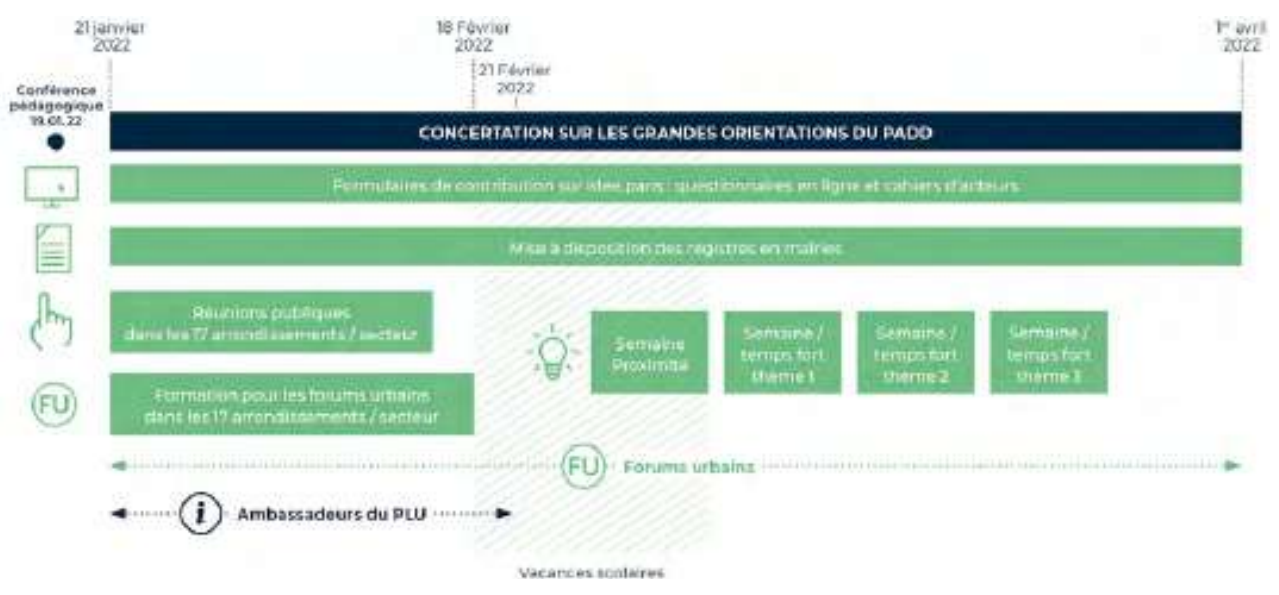 21 janvier
2022
18 Février
2022
21 Février
2022
1er avril
2022
Conférence
pédagogique
19.01.22
CONCERTATION SUR LES GRANDES ORIENTATIONS DU PADD
Formulaires de contribution sur idee.paris : questionnaires en ligne et cahiers d'acteurs
Mise à disposition des registres en mairies
Réunions publiques
dans les 17 arrondissements / secteur
Semaine
Proximité
Semaine /
temps fort
thème 1
Semaine /
temps fort
thème 2
Semaine /
temps fort
thème 3
FU
Formation pour les forums urbains
dans les 17 arrondissements / secteur
FU Forums urbains
i Ambassadeurs du PLU
Vacances scolaires